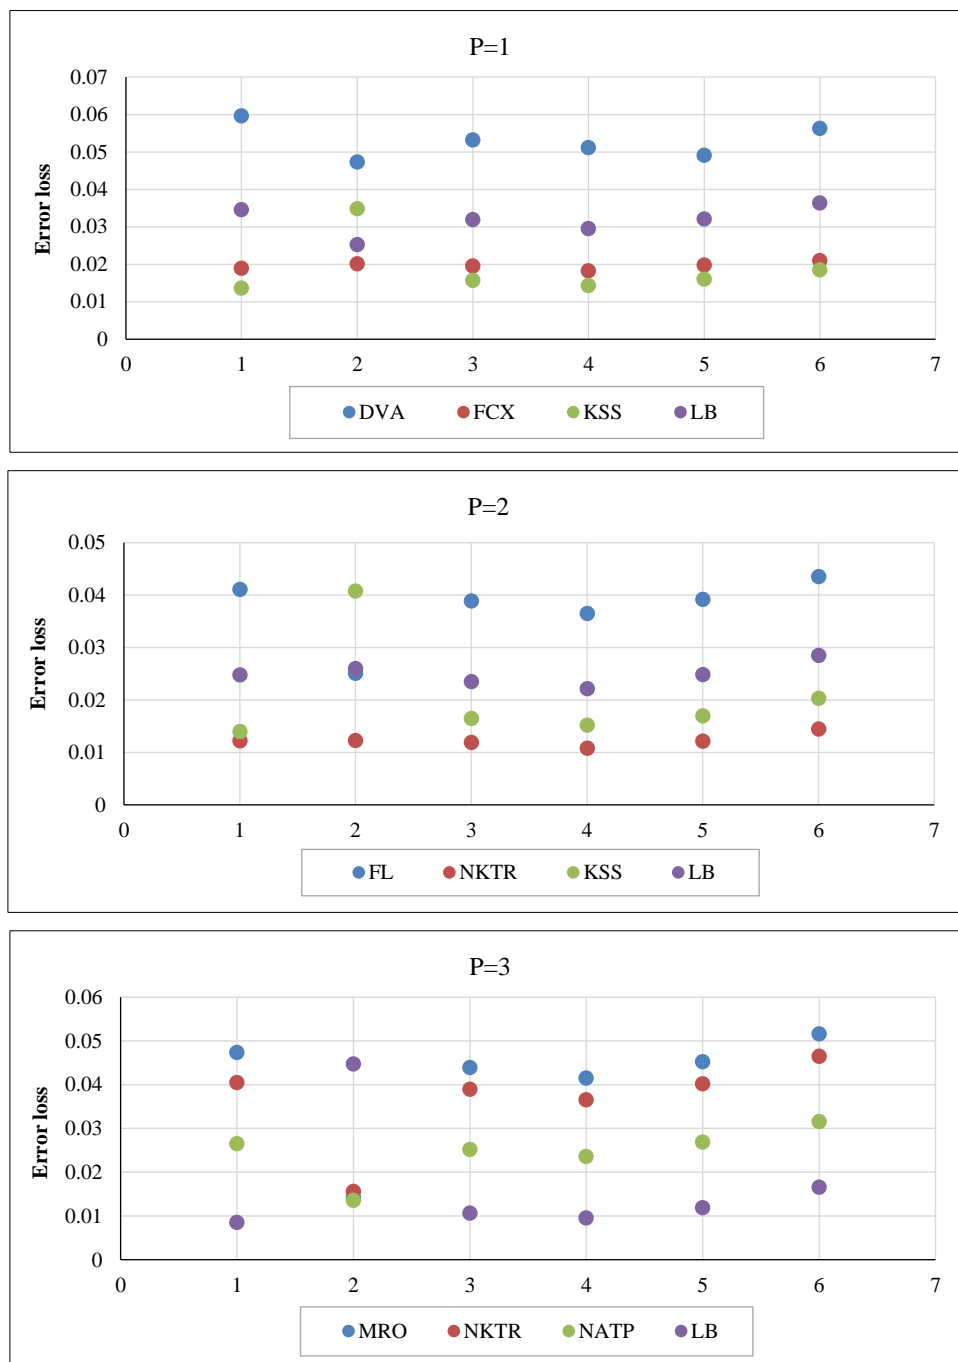 P=1
Error loss
0.07
0.06
0.05
0.04
0.03
0.02
0.01
0
0 1 2 3 4 5 6 7
DVA FCX KSS LB
P=2
Error loss
0.05
0.04
0.03
0.02
0.01
0
0 1 2 3 4 5 6 7
FL NKTR KSS LB
P=3
Error loss
0.06
0.05
0.04
0.03
0.02
0.01
0
0 1 2 3 4 5 6 7
MRO NKTR NATP LB